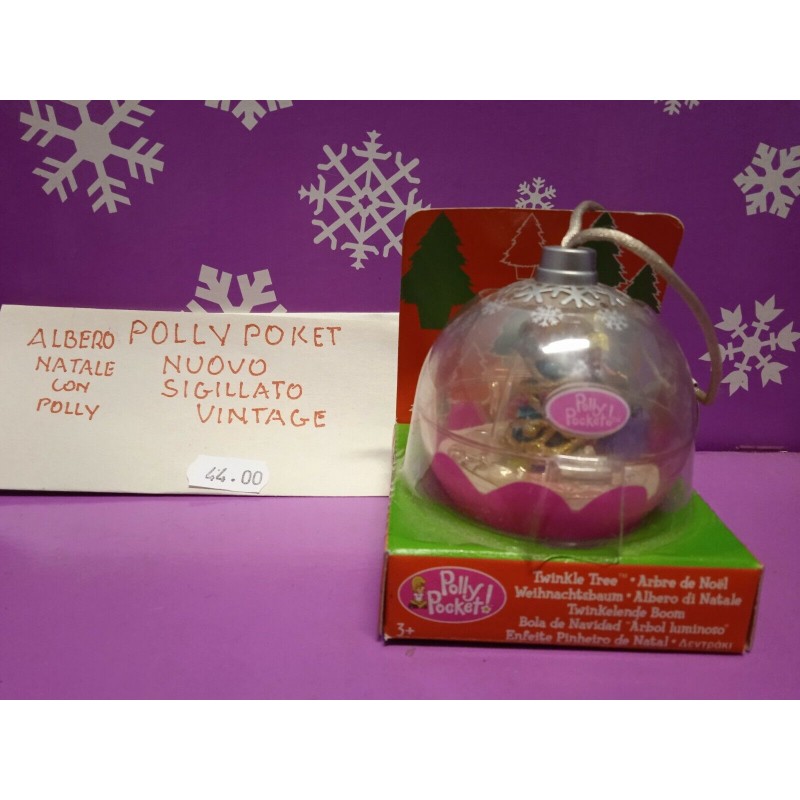 ALBERO POLLY POKET
NATALE NUOVO
CON SIGILLATO
POLLY VINTAGE
44.00
Polly
Pocket!
Polly
Pocket!
3+
Twinkle Tree™ • Arbre de Noël
Weihnachtsbaum • Albero di Natale
Twinkelende Boom
Bola de Navidad "Árbol luminoso"
Enfeite Pinheiro de Natal • Δεντράκι